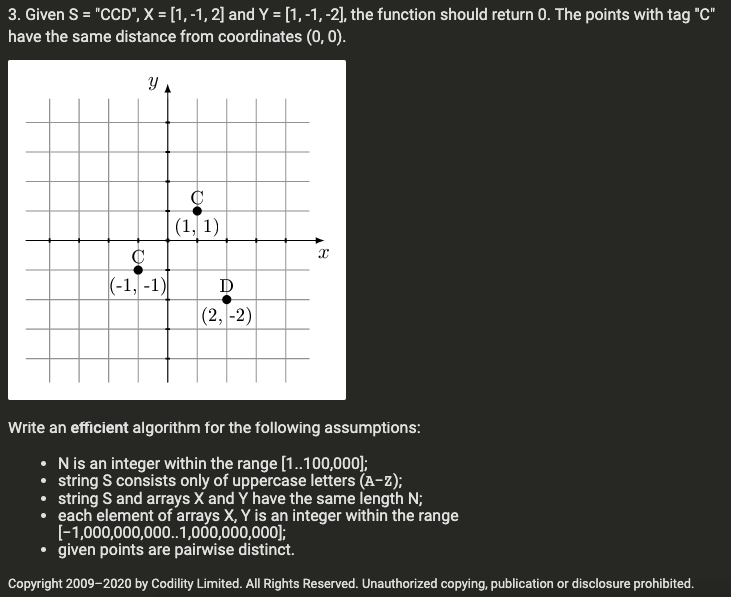 3. Given S = "CCD", X = [1, -1, 2] and Y = [1, -1, -2], the function should return 0. The points with tag "C"
have the same distance from coordinates (0, 0).
y
C
(1, 1)
x
C
(-1, -1)
D
(2, -2)
Write an efficient algorithm for the following assumptions:
• N is an integer within the range [1..100,000];
• string S consists only of uppercase letters (A-Z);
• string S and arrays X and Y have the same length N;
• each element of arrays X, Y is an integer within the range
[-1,000,000,000..1,000,000,000];
• given points are pairwise distinct.
Copyright 2009–2020 by Codility Limited. All Rights Reserved. Unauthorized copying, publication or disclosure prohibited.